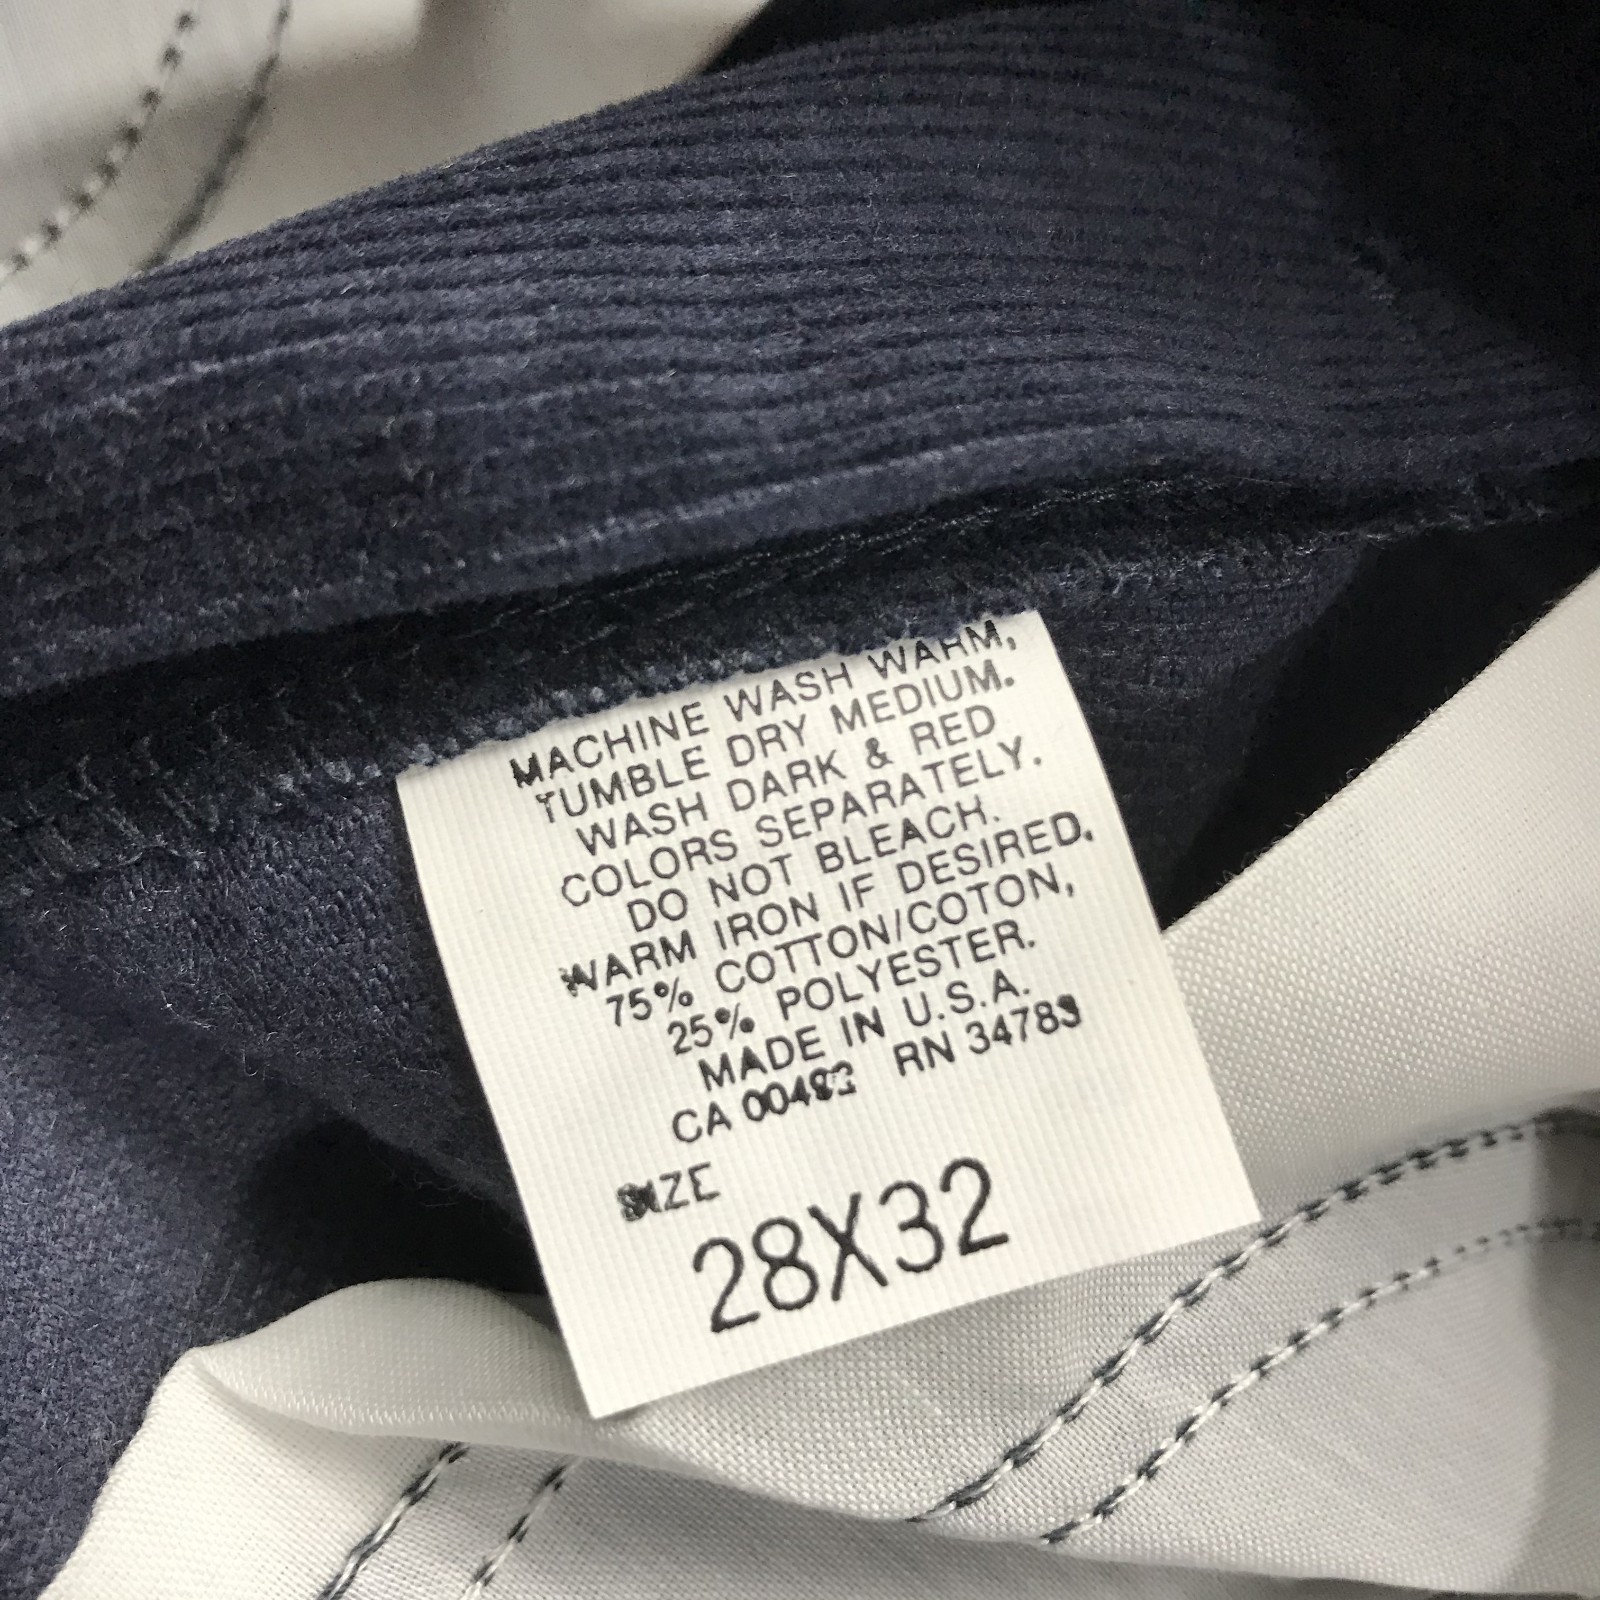 MACHINE WASH WARM,
TUMBLE DRY MEDIUM.
WASH DARK & RED
COLORS SEPARATELY.
DO NOT BLEACH.
WARM IRON IF DESIRED.
75% COTTON/COTON,
25% POLYESTER.
MADE IN U.S.A.
CA RN 34783
SIZE
28X32